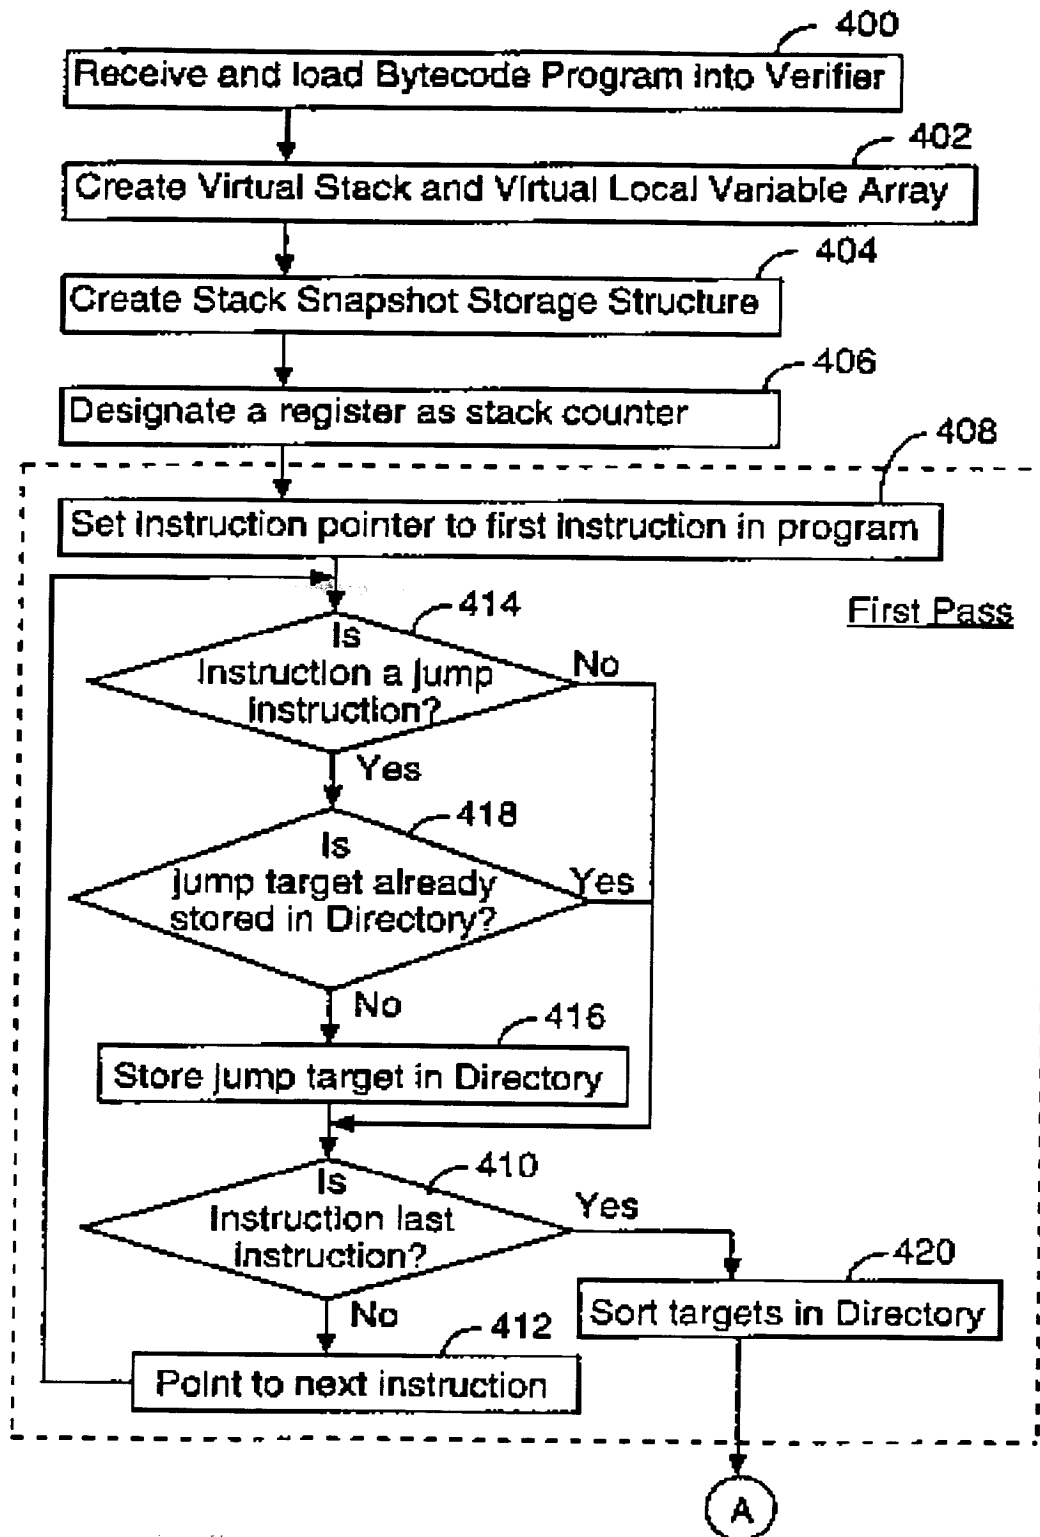 400
Receive and load Bytecode Program into Verifier
402
Create Virtual Stack and Virtual Local Variable Array
404
Create Stack Snapshot Storage Structure
406
Designate a register as stack counter
408
Set instruction pointer to first instruction in program
First Pass
414
Is
instruction a jump
instruction?
No
Yes
418
Is
jump target already
stored in Directory?
Yes
No
416
Store jump target in Directory
410
Is
instruction last
instruction?
Yes
No
420
Sort targets in Directory
412
Point to next instruction
A